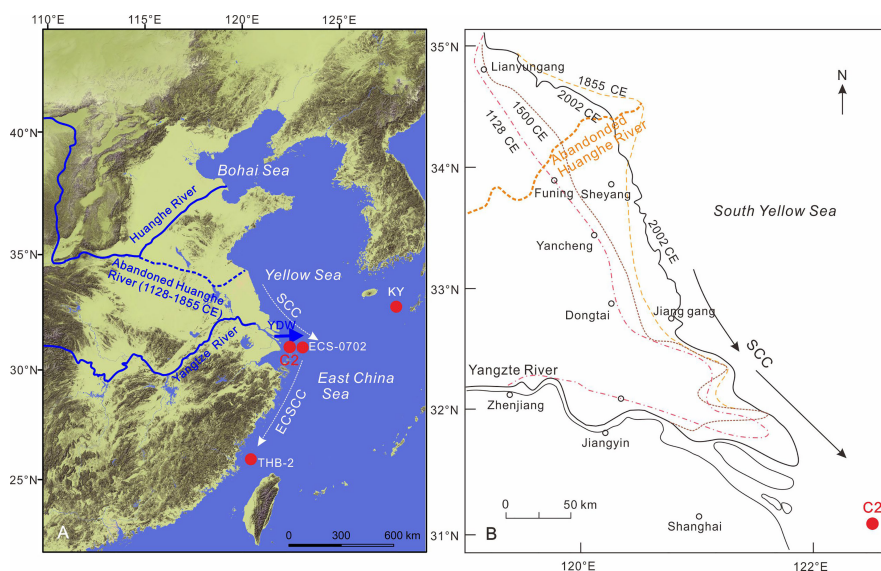 110°E
115°E
120°E
125°E
40°N
35°N
30°N
25°N
Bohai Sea
Huanghe River
Abandoned Huanghe
River (1128-1855 CE)
Yellow Sea
SCC
KY
YDW
Yangtze River
C2
ECS-0702
East China
Sea
ECSCC
THB-2
A
0
300
600 km
35°N
34°N
33°N
32°N
31°N
Lianyungang
1855 CE
2002 CE
1500 CE
1128 CE
Abandonded
Huanghe River
N
Funing
Sheyang
South Yellow Sea
Yancheng
2002 CE
Dongtai
Jiang gang
SCC
Yangzte River
Zhenjiang
Jiangyin
0
50 km
Shanghai
C2
B
120°E
122°E